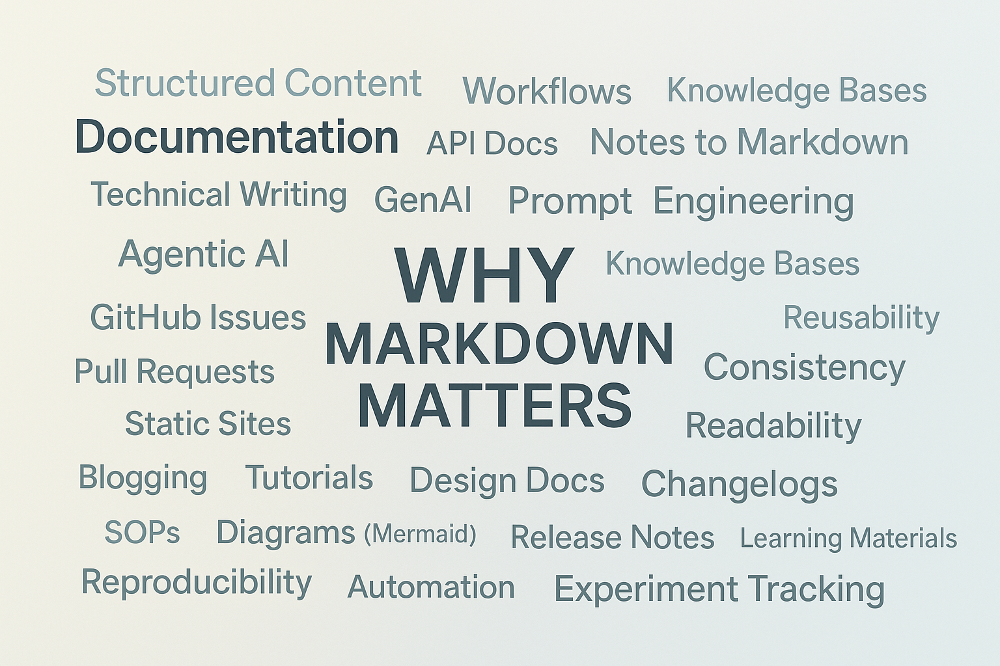 Structured Content Workflows Knowledge Bases
Documentation API Docs Notes to Markdown
Technical Writing GenAI Prompt Engineering
Agentic AI
WHY
Knowledge Bases
GitHub Issues
Reusability
MARKDOWN
Pull Requests
Consistency
MATTERS
Static Sites
Readability
Blogging Tutorials Design Docs Changelogs
SOPs Diagrams (Mermaid) Release Notes Learning Materials
Reproducibility Automation Experiment Tracking